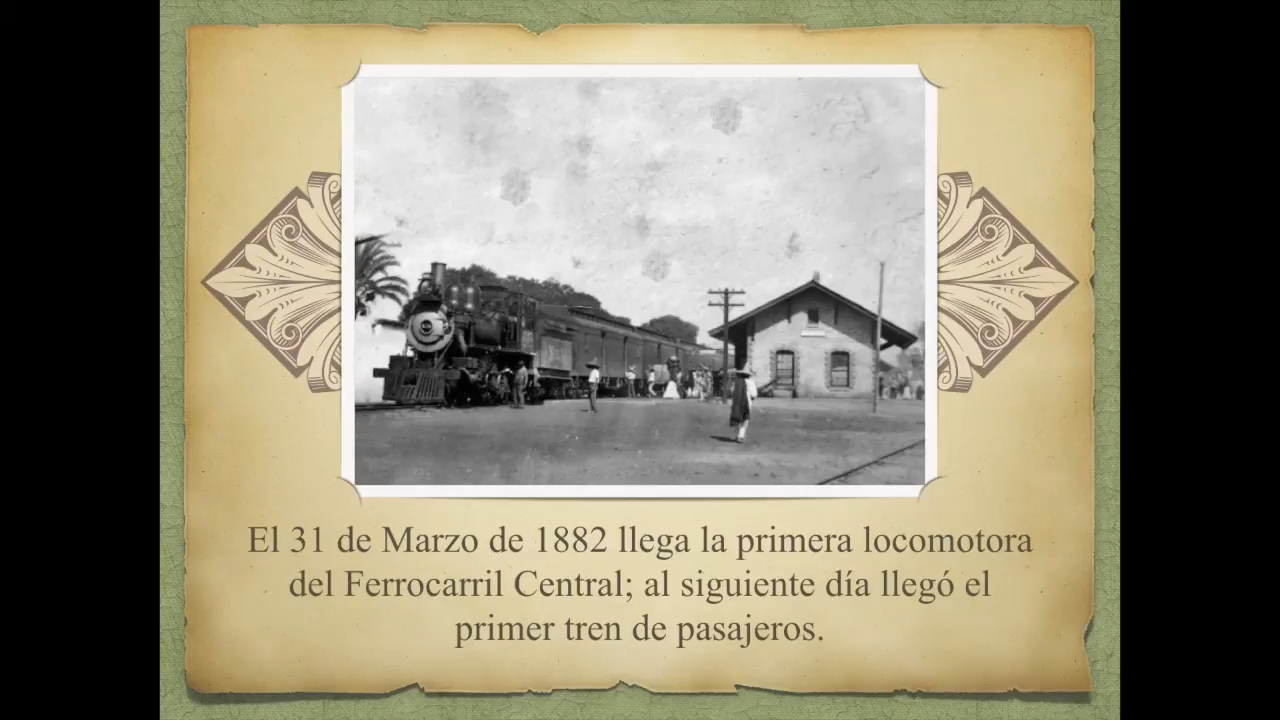 El 31 de Marzo de 1882 llega la primera locomotora
del Ferrocarril Central; al siguiente día llegó el
primer tren de pasajeros.